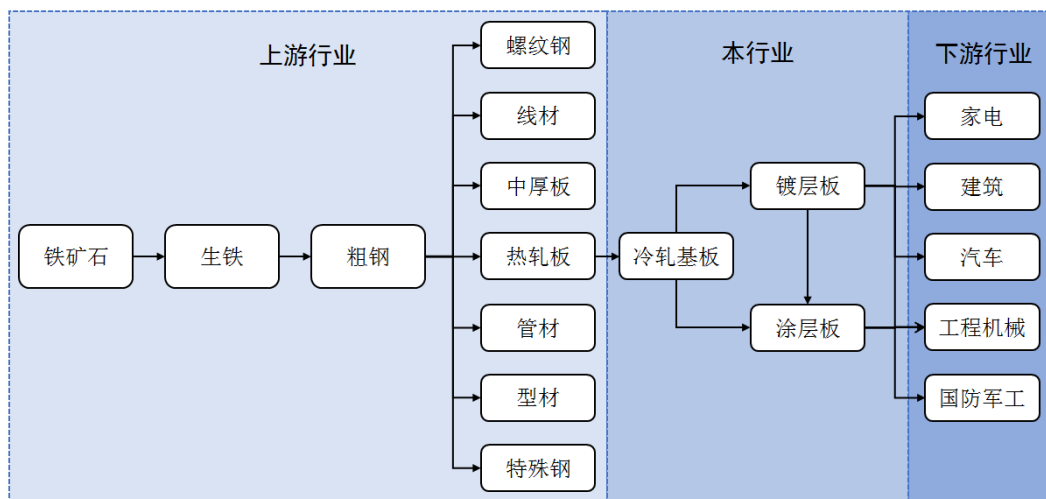 上游行业
本行业
下游行业
铁矿石
生铁
粗钢
螺纹钢
线材
中厚板
热轧板
管材
型材
特殊钢
冷轧基板
镀层板
涂层板
家电
建筑
汽车
工程机械
国防军工